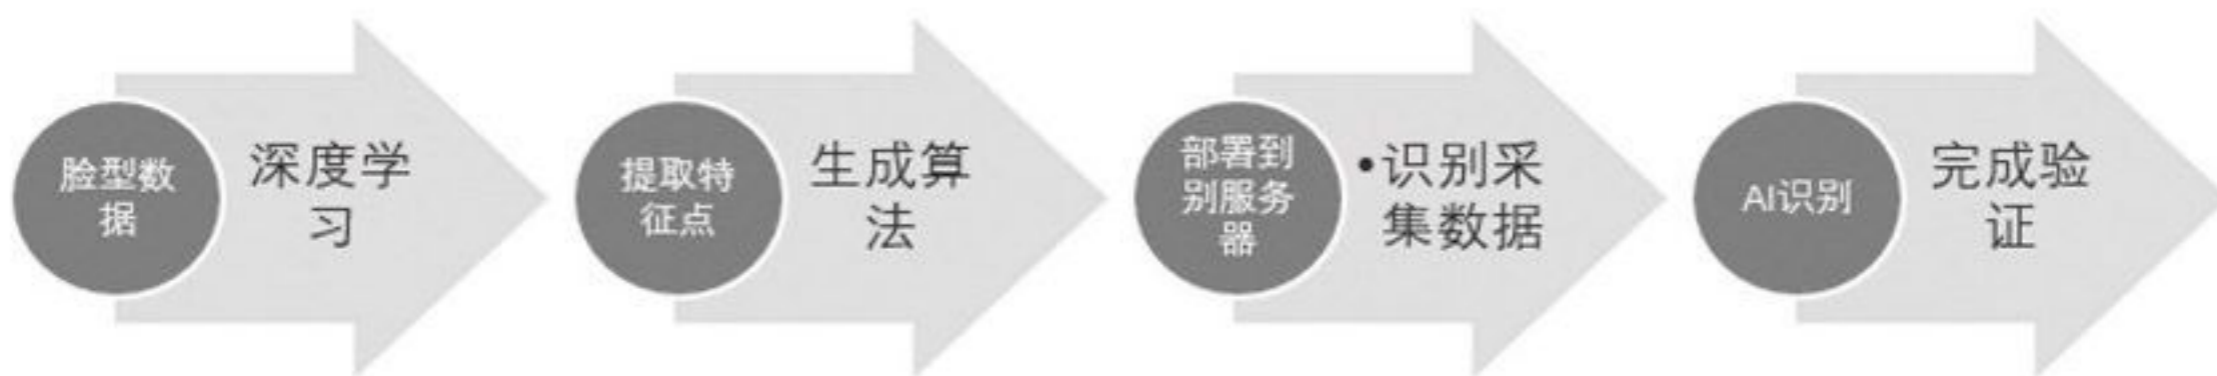 脸型数
据
深度学
习
提取特
征点
生成算
法
部署到
别服务
器
•识别采
集数据
AI识别
完成验
证